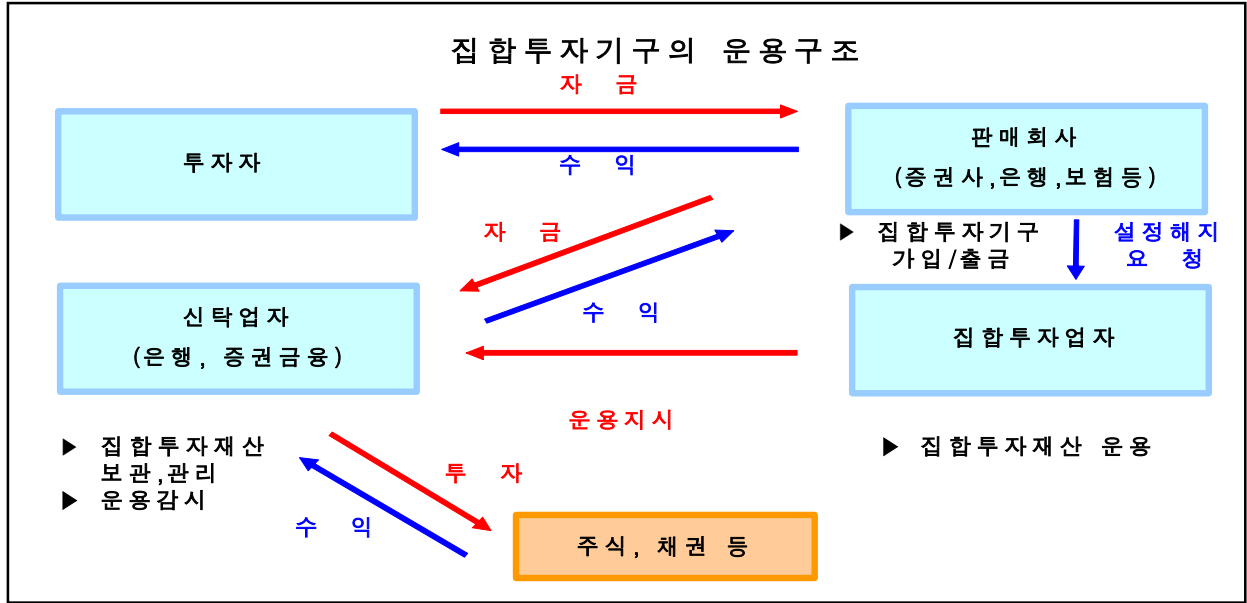 집합투자기구의 운용구조
자 금
투자자
수 익
판매회사
(증권사,은행,보험등)
자 금
▶ 집합투자기구
가입/출금
설정해지
요 청
신탁업자
(은행, 증권금융)
수 익
집합투자업자
운용지시
▶ 집합투자재산
보관,관리
▶ 운용감시
▶ 집합투자재산 운용
투 자
수 익
주식, 채권 등